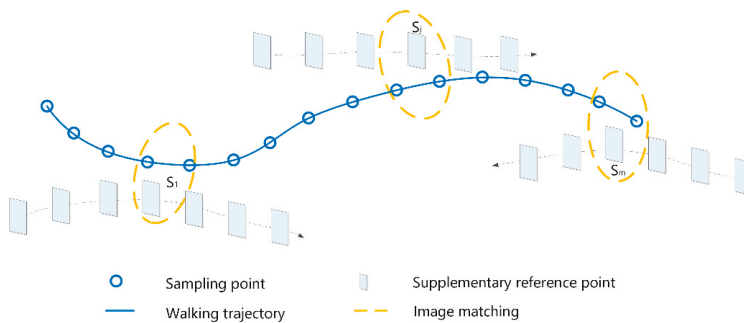 Sj
S1
Sm
Sampling point
Supplementary reference point
Walking trajectory
Image matching